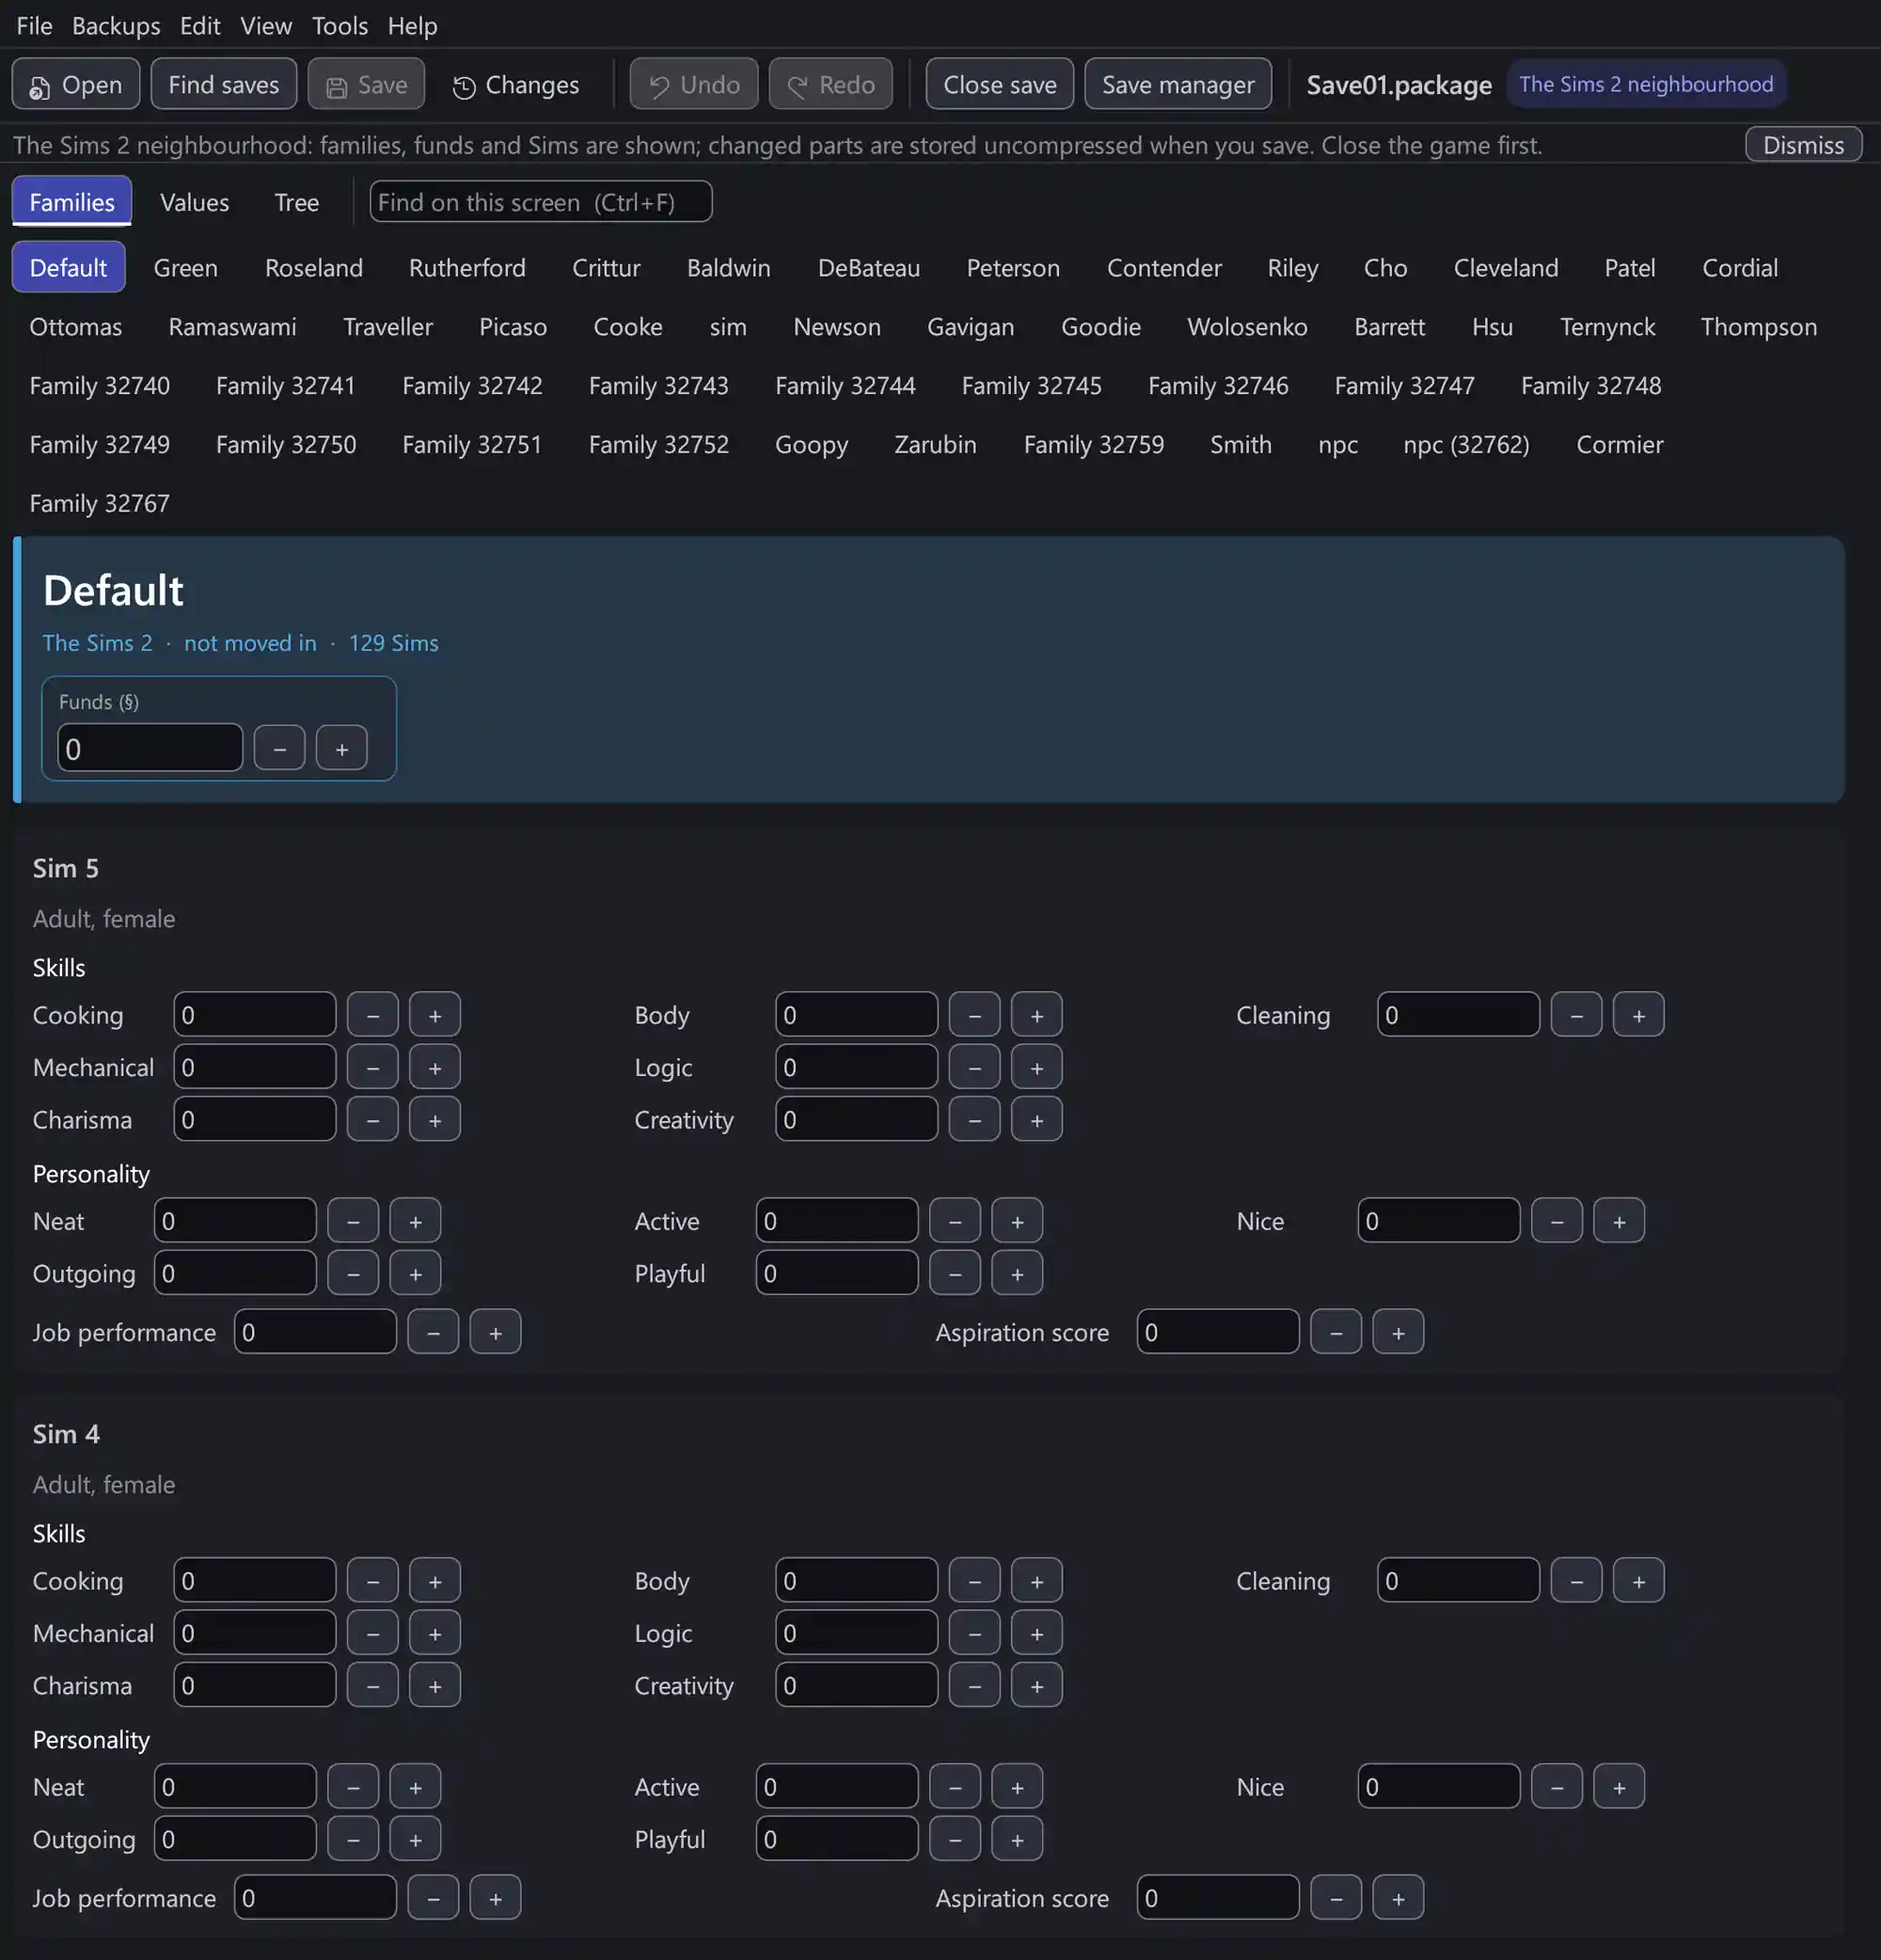 File Backups Edit View Tools Help
Open Find saves Save Changes Undo Redo Close save Save manager Save01.package The Sims 2 neighbourhood
The Sims 2 neighbourhood: families, funds and Sims are shown; changed parts are stored uncompressed when you save. Close the game first. Dismiss
Families Values Tree Find on this screen (Ctrl+F)
Default Green Roseland Rutherford Crittur Baldwin DeBateau Peterson Contender Riley Cho Cleveland Patel Cordial
Ottomas Ramaswami Traveller Picaso Cooke sim Newson Gavigan Goodie Wolosenko Barrett Hsu Ternynck Thompson
Family 32740 Family 32741 Family 32742 Family 32743 Family 32744 Family 32745 Family 32746 Family 32747 Family 32748
Family 32749 Family 32750 Family 32751 Family 32752 Goopy Zarubin Family 32759 Smith npc npc (32762) Cormier
Family 32767
Default
The Sims 2 · not moved in · 129 Sims
Funds (§)
0 − +
Sim 5
Adult, female
Skills
Cooking 0 − + Body 0 − + Cleaning 0 − +
Mechanical 0 − + Logic 0 − +
Charisma 0 − + Creativity 0 − +
Personality
Neat 0 − + Active 0 − + Nice 0 − +
Outgoing 0 − + Playful 0 − +
Job performance 0 − + Aspiration score 0 − +
Sim 4
Adult, female
Skills
Cooking 0 − + Body 0 − + Cleaning 0 − +
Mechanical 0 − + Logic 0 − +
Charisma 0 − + Creativity 0 − +
Personality
Neat 0 − + Active 0 − + Nice 0 − +
Outgoing 0 − + Playful 0 − +
Job performance 0 − + Aspiration score 0 − +